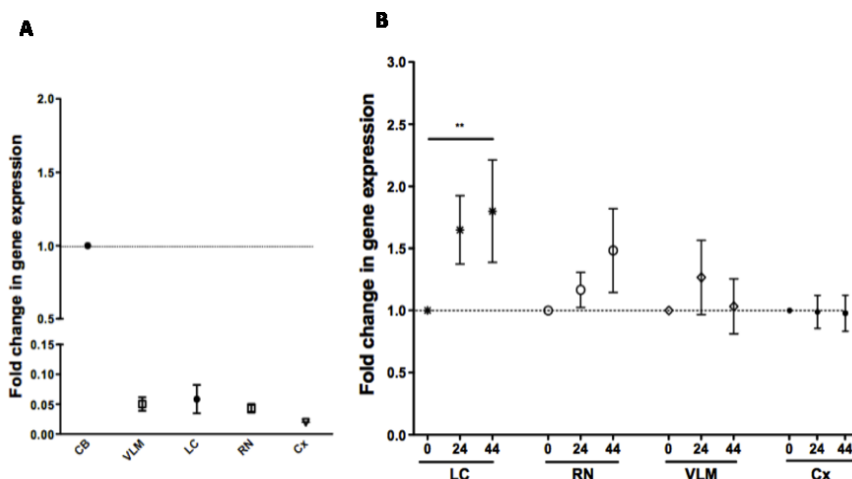 A
Fold change in gene expression
2.0
1.5
1.0
0.5
0.15
0.10
0.05
0.00
CB
VLM
LC
RN
Cx
B
Fold change in gene expression
3.0
2.5
2.0
1.5
1.0
0.5
0.0
**
0 24 44 0 24 44 0 24 44 0 24 44
LC RN VLM Cx